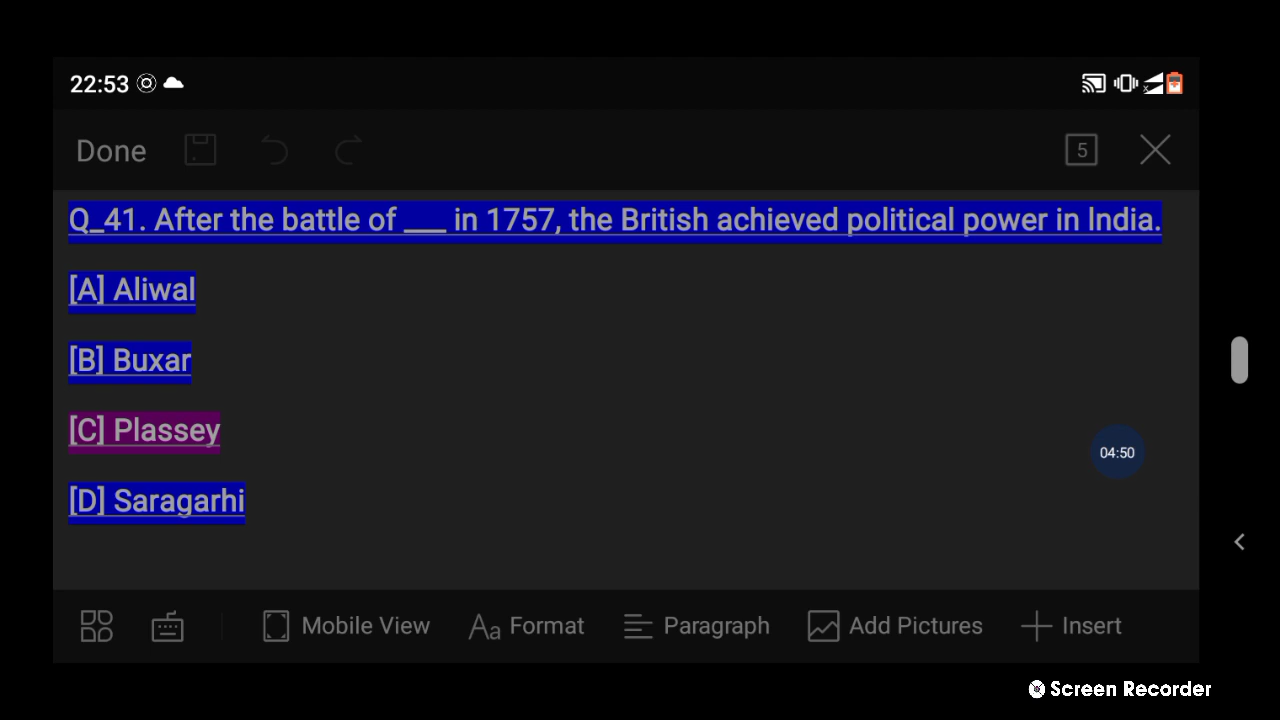 22:53
Done
5
Q_41. After the battle of ___ in 1757, the British achieved political power in India.
[A] Aliwal
[B] Buxar
[C] Plassey
04:50
[D] Saragarhi
Mobile View
Aa Format
Paragraph
Add Pictures
Insert
Screen Recorder